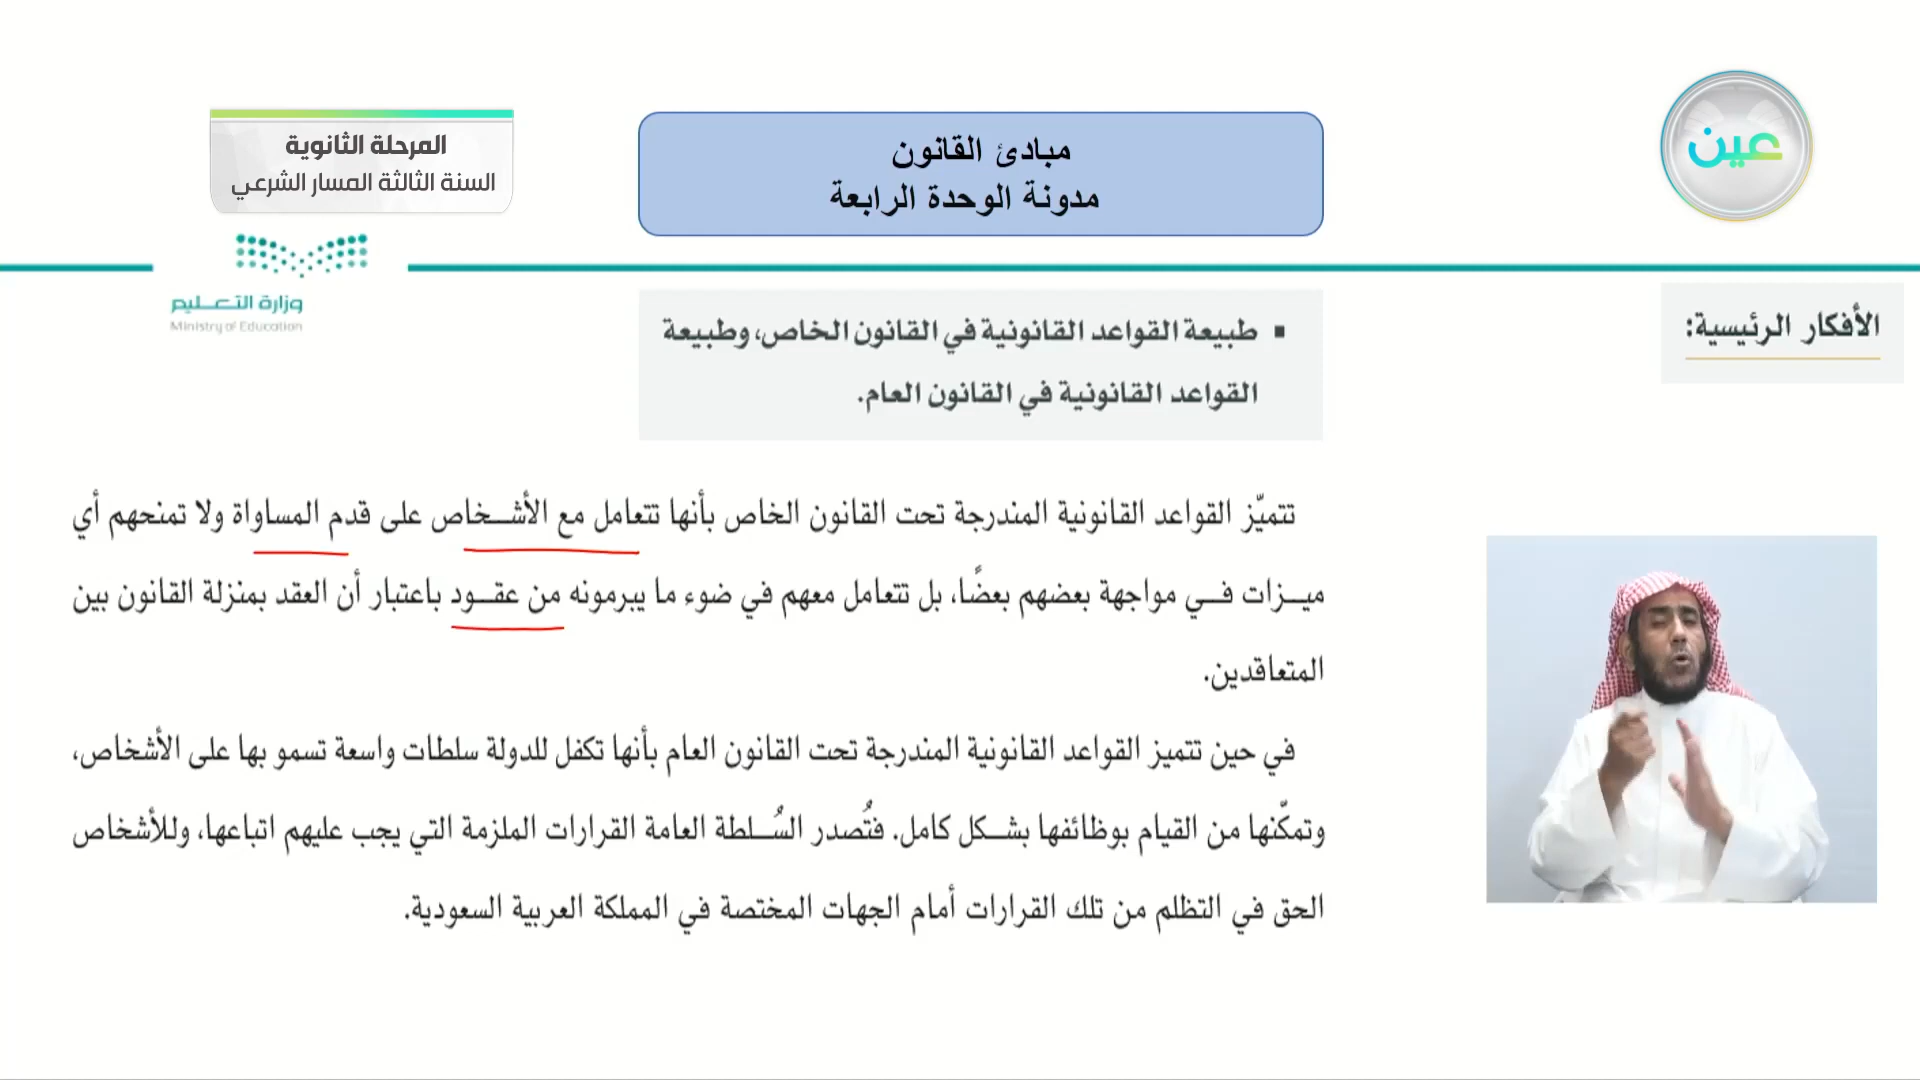 عين
مبادئ القانون
مدونة الوحدة الرابعة
المرحلة الثانوية
السنة الثالثة المسار الشرعي
وزارة التعليم
Ministry of Education
الأفكار الرئيسية:
▪ طبيعة القواعد القانونية في القانون الخاص، وطبيعة
القواعد القانونية في القانون العام.
تتميّز القواعد القانونية المندرجة تحت القانون الخاص بأنها تتعامل مع الأشخاص على قدم المساواة ولا تمنحهم أي
ميزات في مواجهة بعضهم بعضًا، بل تتعامل معهم في ضوء ما يبرمونه من عقود باعتبار أن العقد بمنزلة القانون بين
المتعاقدين.
في حين تتميز القواعد القانونية المندرجة تحت القانون العام بأنها تكفل للدولة سلطات واسعة تسمو بها على الأشخاص،
وتمكّنها من القيام بوظائفها بشكل كامل. فتُصدر السُلطة العامة القرارات الملزمة التي يجب عليهم اتباعها، وللأشخاص
الحق في التظلم من تلك القرارات أمام الجهات المختصة في المملكة العربية السعودية.